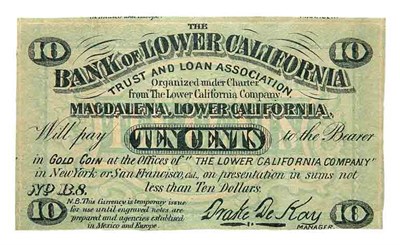 THE
10 BANK OF LOWER CALIFORNIA 10
TRUST AND LOAN ASSOCIATION
Organized under Charter
from The Lower California Company
MAGDALENA, LOWER CALIFORNIA.
Will pay TEN CENTS to the Bearer
in GOLD COIN at the Offices of "THE LOWER CALIFORNIA COMPANY"
in New York or San Francisco, Cal., on presentation in sums not
less than Ten Dollars.
No B.8.
10 N.B. This Currency is temporary issue 10
for use until engraved notes are
prepared and agencies established
in Mexico and Europe.
Drake De Kay
MANAGER.